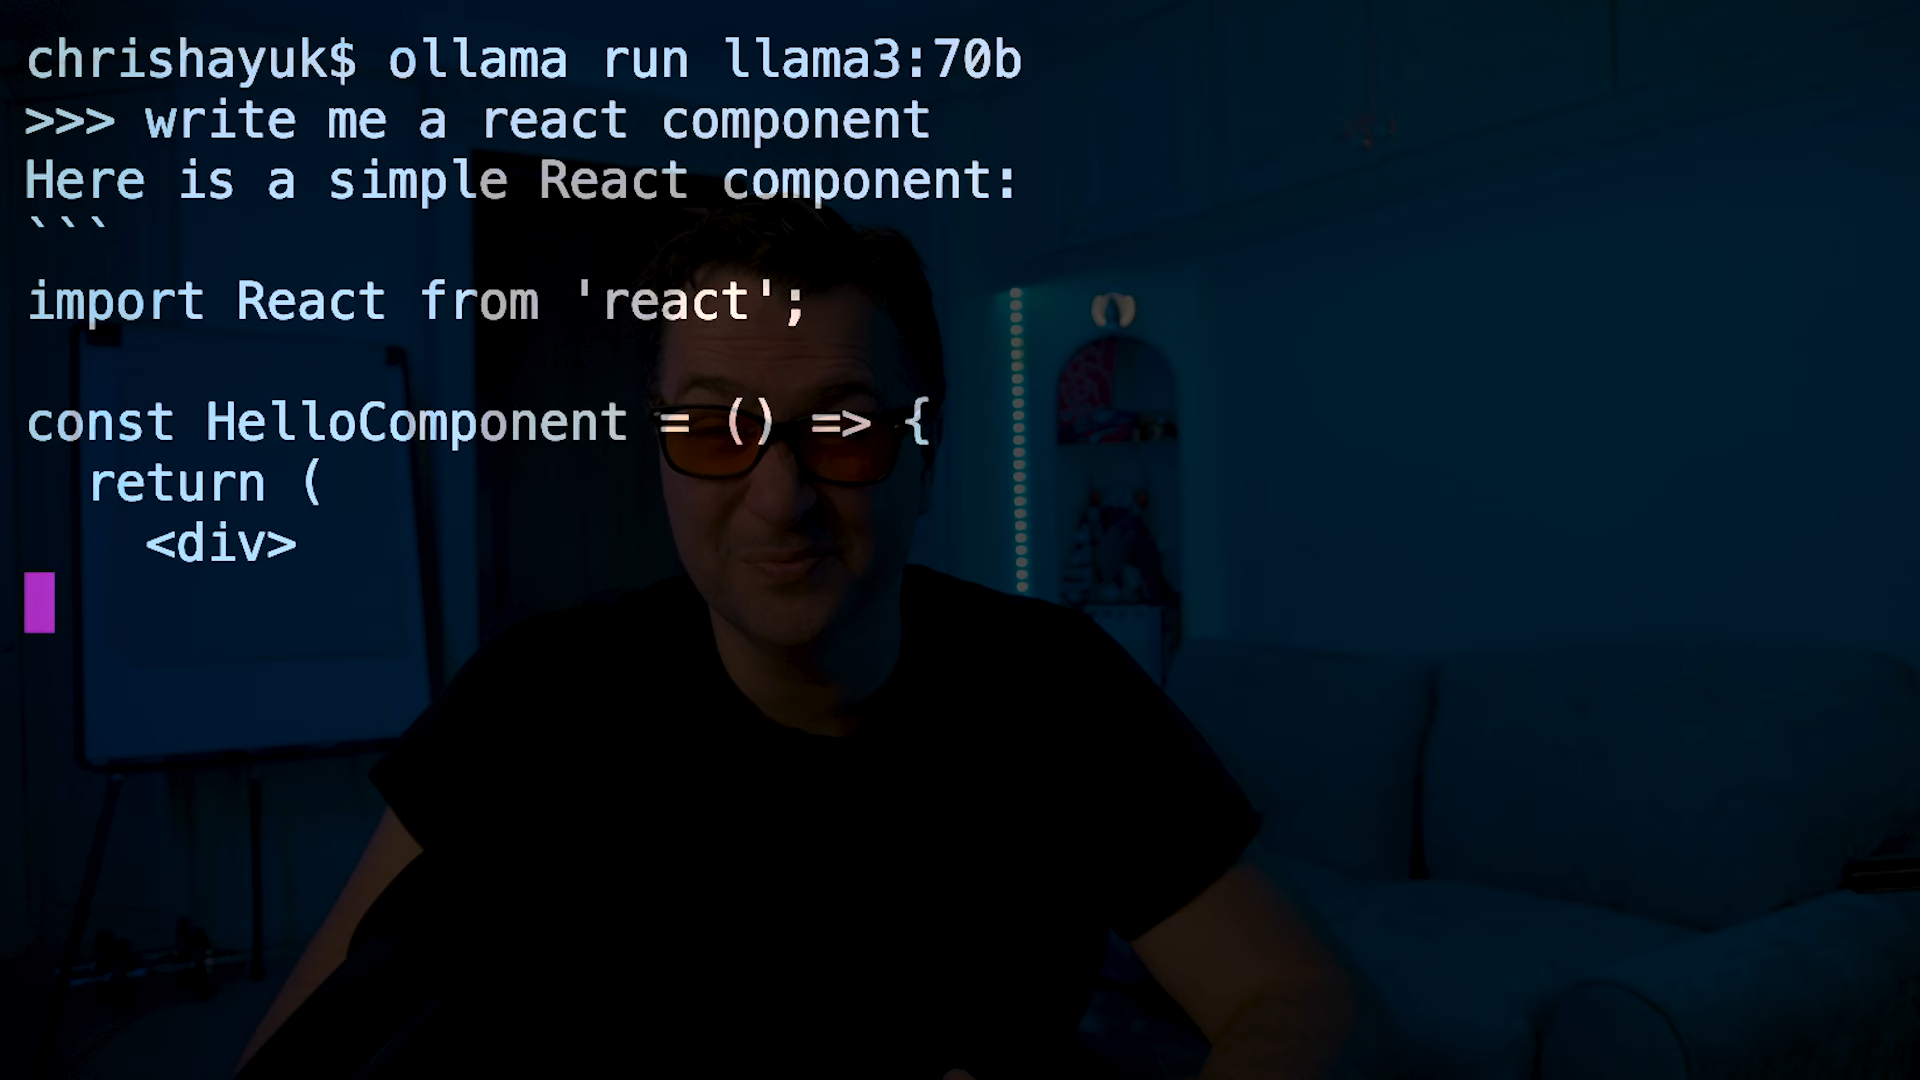 chrishayuk$ ollama run llama3:70b
>>> write me a react component
Here is a simple React component:
```
import React from 'react';
const HelloComponent = () => {
return (
<div>